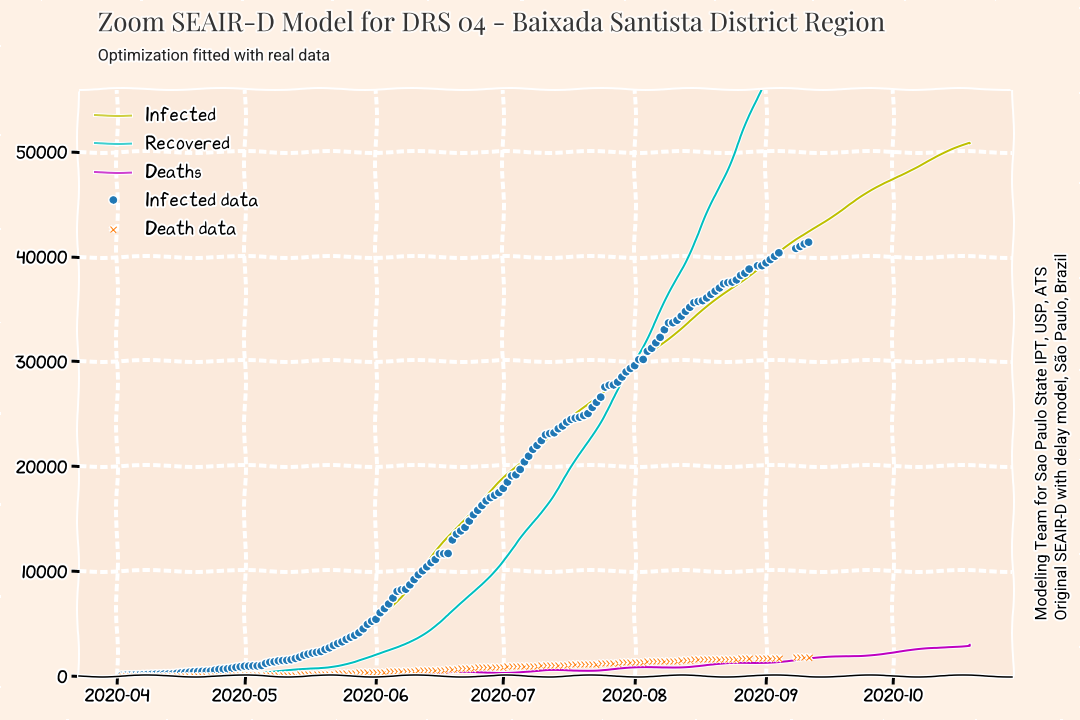 Zoom SEAIR-D Model for DRS 04 - Baixada Santista District Region
Optimization fitted with real data
Infected
Recovered
Deaths
Infected data
Death data
50000
40000
30000
20000
10000
0
2020-04
2020-05
2020-06
2020-07
2020-08
2020-09
2020-10
Modeling Team for Sao Paulo State IPT, USP, ATS
Original SEAIR-D with delay model, São Paulo, Brazil